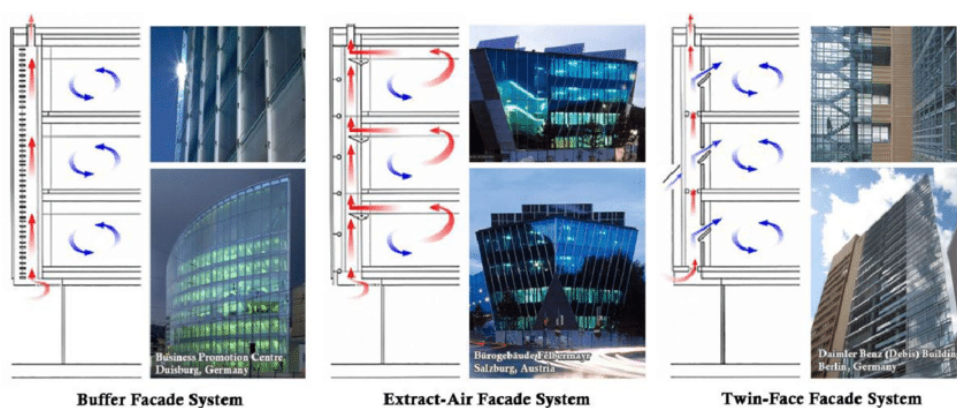 Business Promotion Centre.
Duisburg, Germany
Buffer Facade System
Bürogebäude Felbermayr
Salzburg, Austria
Extract-Air Facade System
Daimler Benz (Debis) Building
Berlin, Germany
Twin-Face Facade System